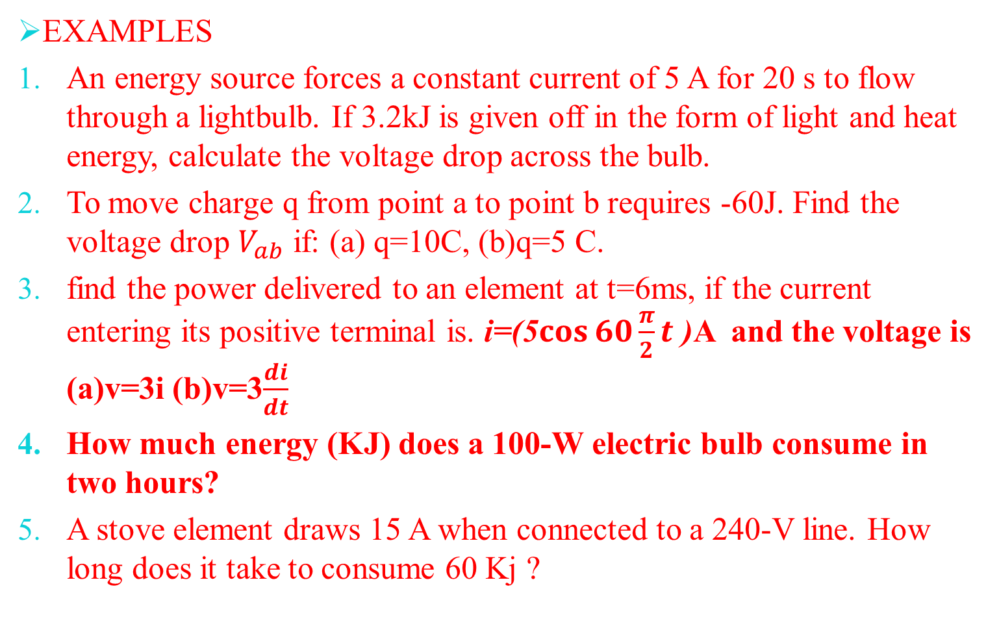 ➢EXAMPLES
1. An energy source forces a constant current of 5 A for 20 s to flow
through a lightbulb. If 3.2kJ is given off in the form of light and heat
energy, calculate the voltage drop across the bulb.
2. To move charge q from point a to point b requires -60J. Find the
voltage drop V_ab if: (a) q=10C, (b)q=5 C.
3. find the power delivered to an element at t=6ms, if the current
entering its positive terminal is. i=(5cos 60 π/2 t )A and the voltage is
(a)v=3i (b)v=3 di/dt
4. How much energy (KJ) does a 100-W electric bulb consume in
two hours?
5. A stove element draws 15 A when connected to a 240-V line. How
long does it take to consume 60 Kj ?